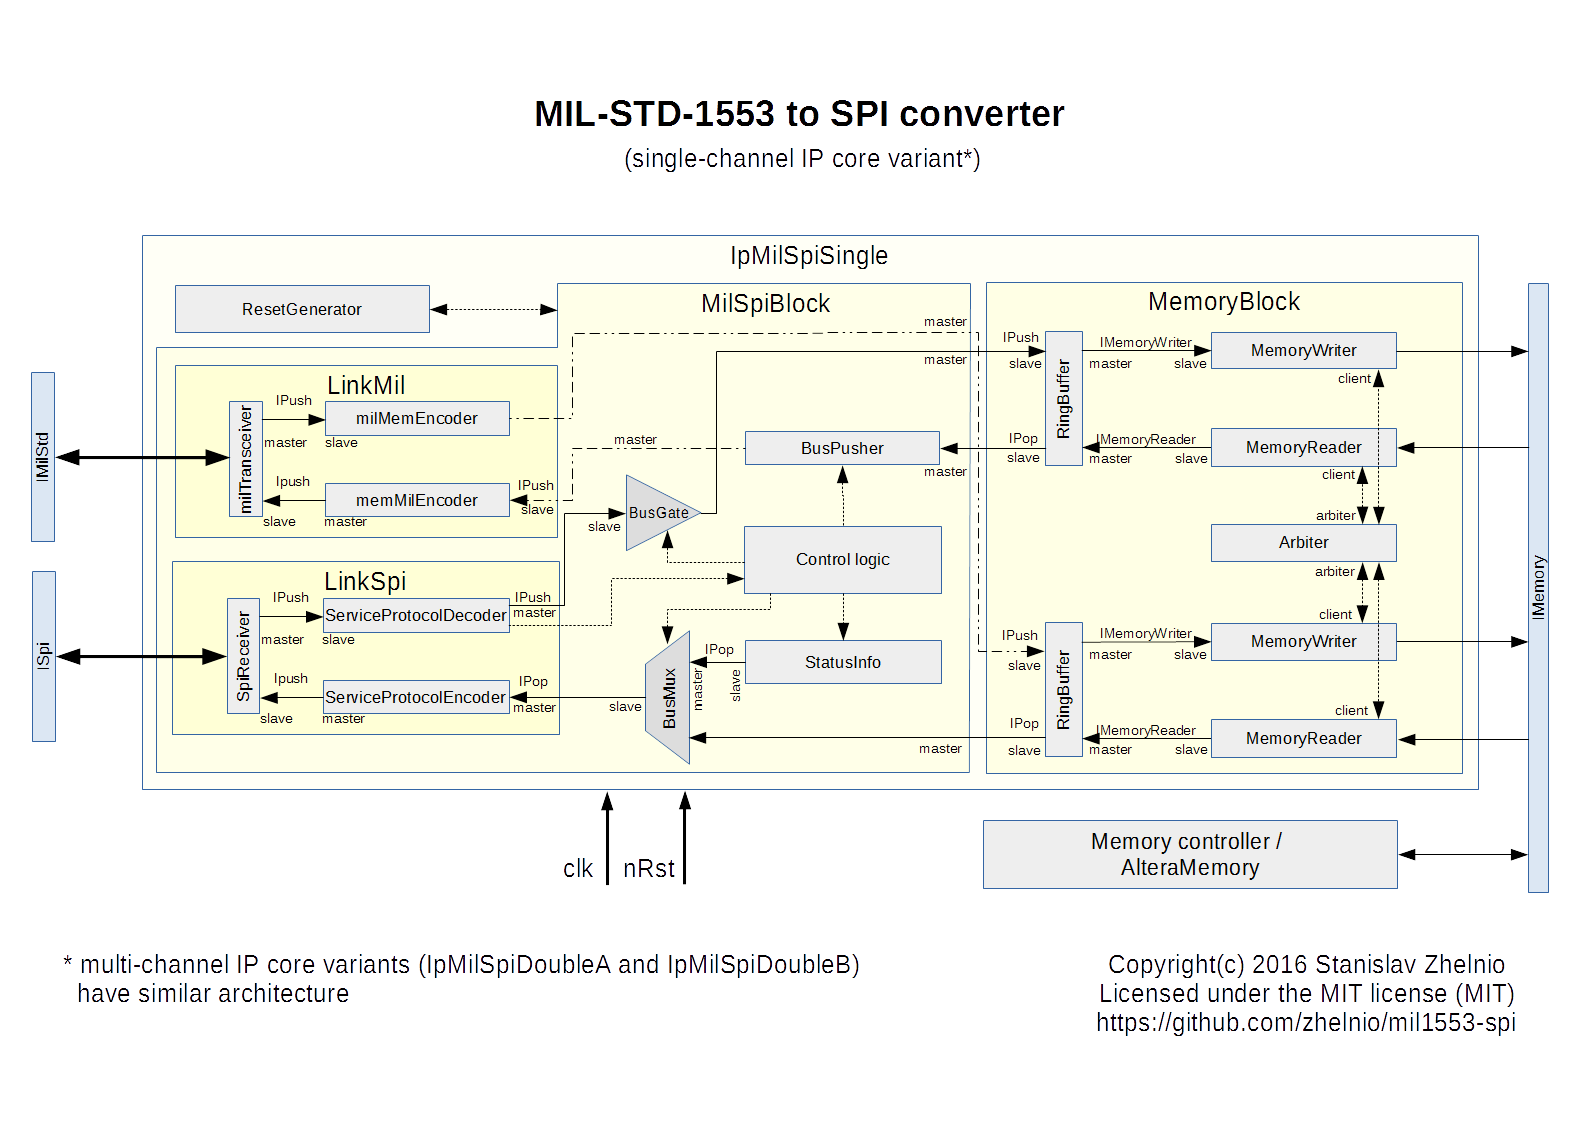 MIL-STD-1553 to SPI converter
(single-channel IP core variant*)
IpMilSpiSingle
ResetGenerator
MilSpiBlock
MemoryBlock
master
IPush
IMemoryWriter
MemoryWriter
master
slave
master
slave
client
RingBuffer
LinkMil
IPush
milMemEncoder
master
slave
milTransceiver
IMilStd
master
BusPusher
IPop
IMemoryReader
MemoryReader
master
slave
master
slave
client
Ipush
memMilEncoder
IPush
slave
master
slave
slave
BusGate
arbiter
Arbiter
arbiter
Control logic
LinkSpi
IPush
ServiceProtocolDecoder
IPush
master
master
slave
SpiReceiver
ISpi
IMemory
client
IPush
IMemoryWriter
MemoryWriter
slave
master
slave
RingBuffer
IPop
StatusInfo
master
slave
BusMux
Ipush
ServiceProtocolEncoder
IPop
master
slave
master
slave
client
IPop
IMemoryReader
MemoryReader
master
slave
master
slave
clk
nRst
Memory controller /
AlteraMemory
* multi-channel IP core variants (IpMilSpiDoubleA and IpMilSpiDoubleB)
have similar architecture
Copyright(c) 2016 Stanislav Zhelnio
Licensed under the MIT license (MIT)
https://github.com/zhelnio/mil1553-spi